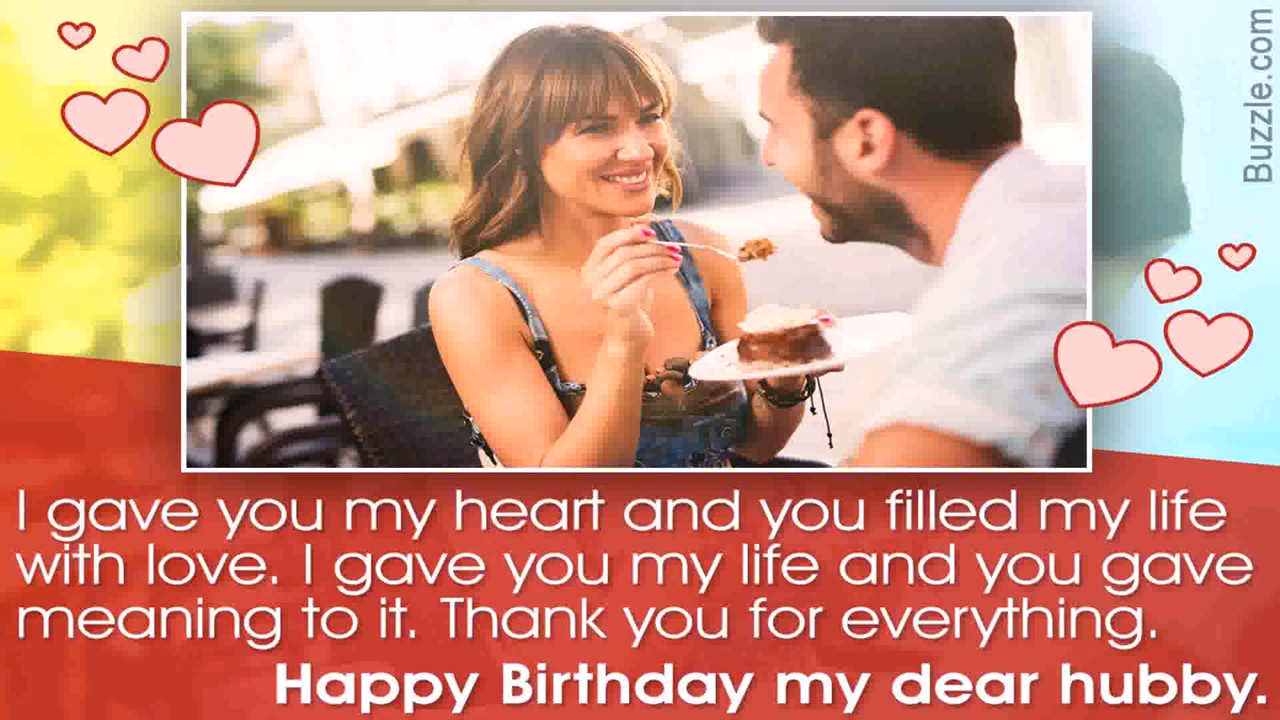 Buzzle.com
I gave you my heart and you filled my life
with love. I gave you my life and you gave
meaning to it. Thank you for everything.
Happy Birthday my dear hubby.